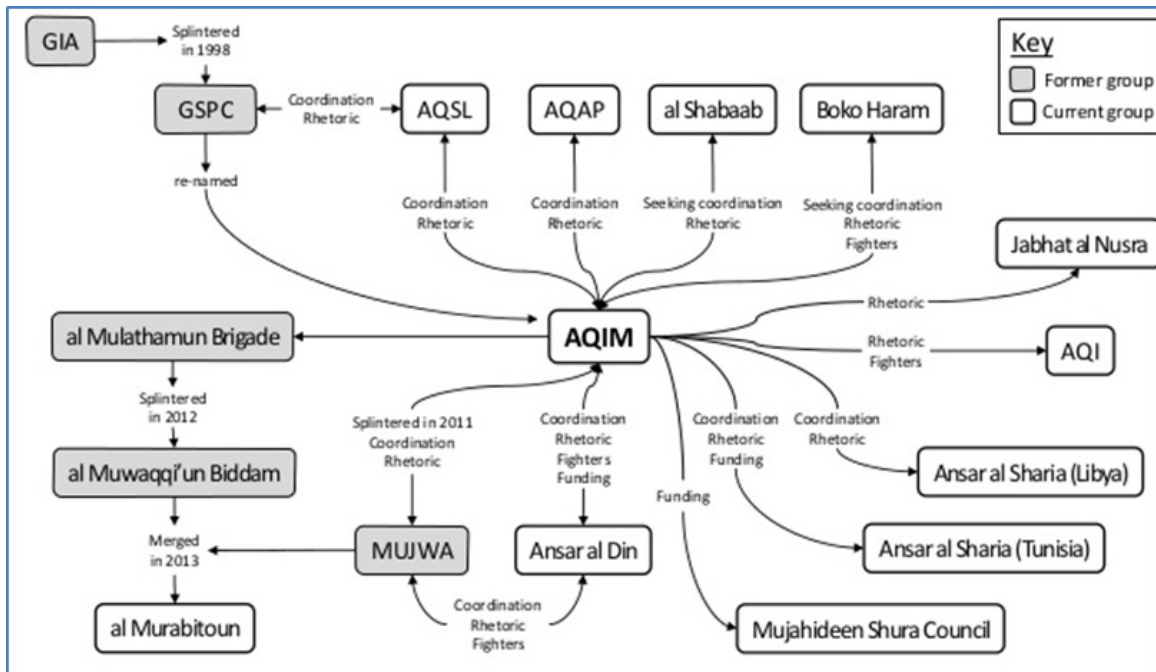 GIA
Splintered
in 1998
Key
Former group
Current group
GSPC
Coordination
Rhetoric
AQSL
AQAP
al Shabaab
Boko Haram
re-named
Coordination
Rhetoric
Coordination
Rhetoric
Seeking coordination
Rhetoric
Seeking coordination
Rhetoric
Fighters
Jabhat al Nusra
Rhetoric
al Mulathamun Brigade
AQIM
Rhetoric
Fighters
AQI
Splintered
in 2012
Splintered in 2011
Coordination
Rhetoric
Coordination
Rhetoric
Fighters
Funding
Coordination
Rhetoric
Funding
Coordination
Rhetoric
al Muwaqqi’un Biddam
Funding
Ansar al Sharia (Libya)
Merged
in 2013
MUJWA
Ansar al Din
Ansar al Sharia (Tunisia)
al Murabitoun
Coordination
Rhetoric
Fighters
Mujahideen Shura Council